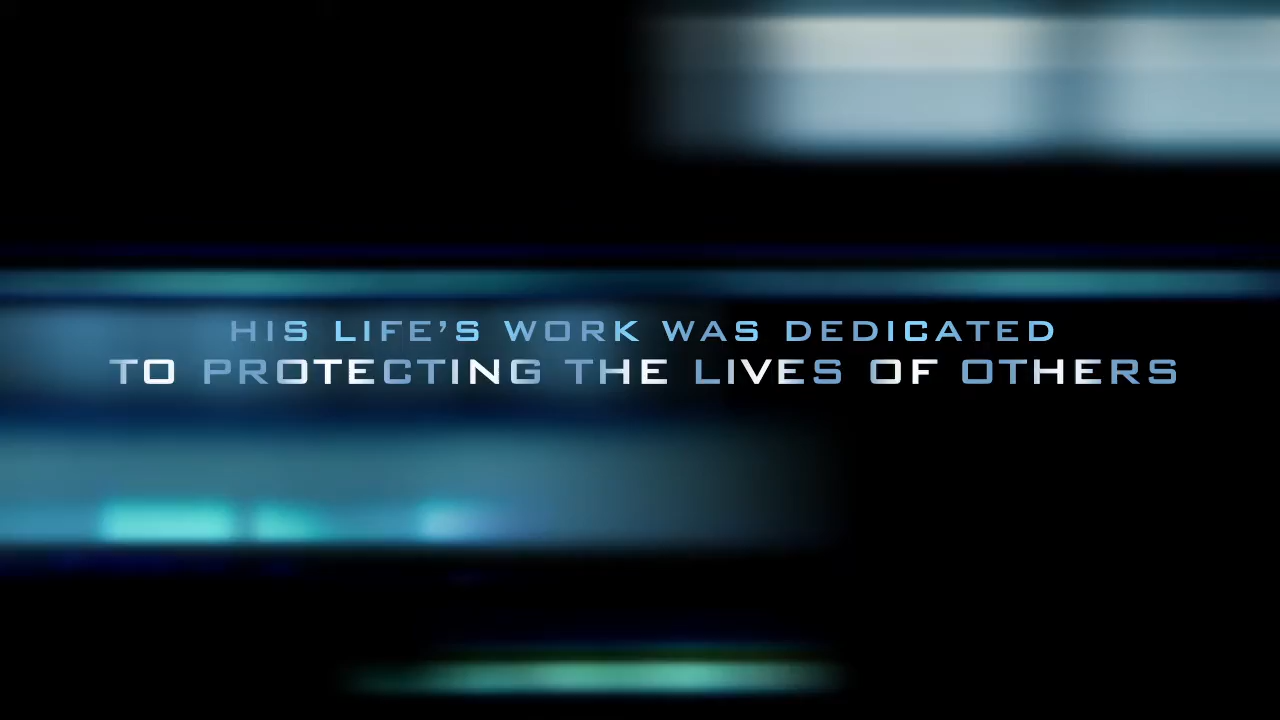 HIS LIFE’S WORK WAS DEDICATED
TO PROTECTING THE LIVES OF OTHERS